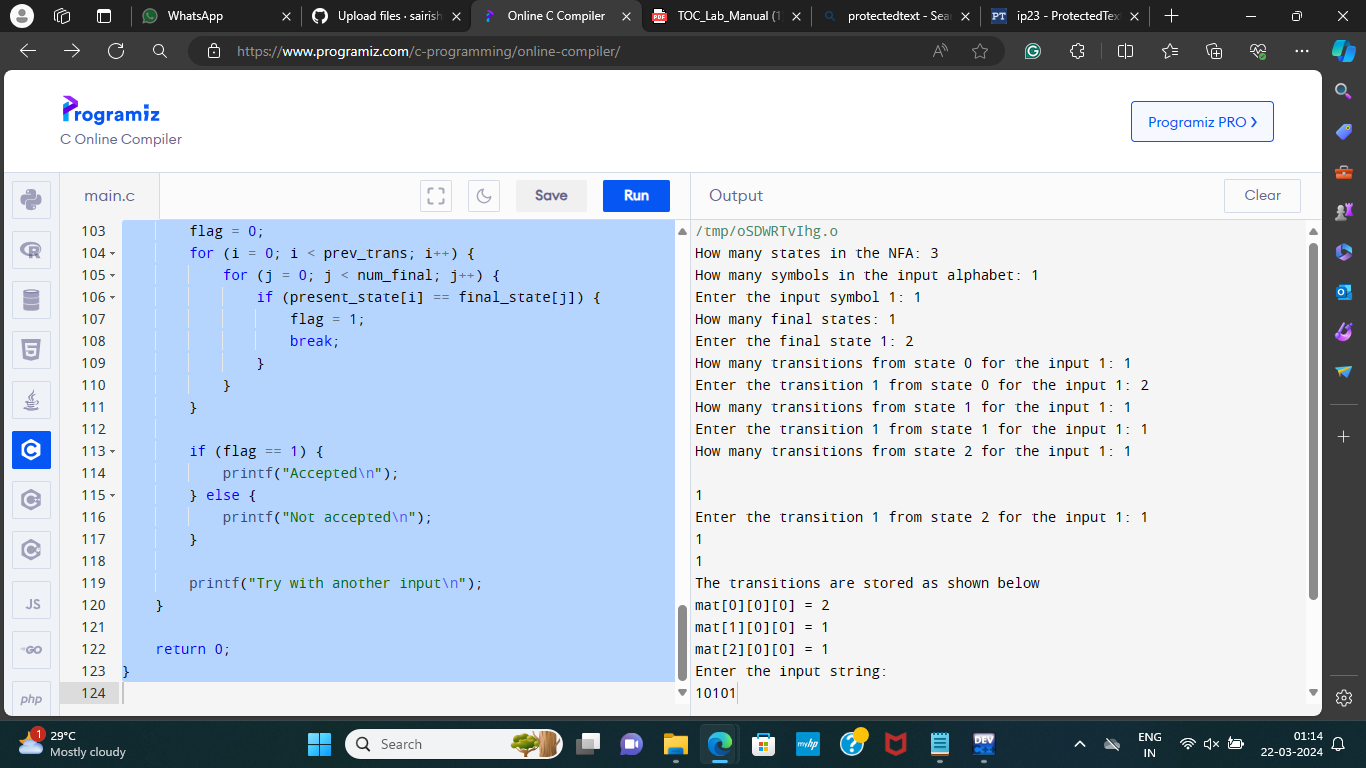 WhatsApp
Upload files · sairish
Online C Compiler
PDF
TOC_Lab_Manual (1
protectedtext - Sea
PT
ip23 - ProtectedTex
https://www.programiz.com/c-programming/online-compiler/
Programiz
C Online Compiler
Programiz PRO ❯
main.c
Save
Run
Output
Clear
103 flag = 0;
104 for (i = 0; i < prev_trans; i++) {
105 for (j = 0; j < num_final; j++) {
106 if (present_state[i] == final_state[j]) {
107 flag = 1;
108 break;
109 }
110 }
111 }
112
113 if (flag == 1) {
114 printf("Accepted\n");
115 } else {
116 printf("Not accepted\n");
117 }
118
119 printf("Try with another input\n");
120 }
121
122 return 0;
123 }
124
/tmp/oSDWRTvIhg.o
How many states in the NFA: 3
How many symbols in the input alphabet: 1
Enter the input symbol 1: 1
How many final states: 1
Enter the final state 1: 2
How many transitions from state 0 for the input 1: 1
Enter the transition 1 from state 0 for the input 1: 2
How many transitions from state 1 for the input 1: 1
Enter the transition 1 from state 1 for the input 1: 1
How many transitions from state 2 for the input 1: 1
1
Enter the transition 1 from state 2 for the input 1: 1
1
1
The transitions are stored as shown below
mat[0][0][0] = 2
mat[1][0][0] = 1
mat[2][0][0] = 1
Enter the input string:
10101
JS
GO
php
1
29°C
Mostly cloudy
Search
myhp
DEV
ENG
IN
01:14
22-03-2024